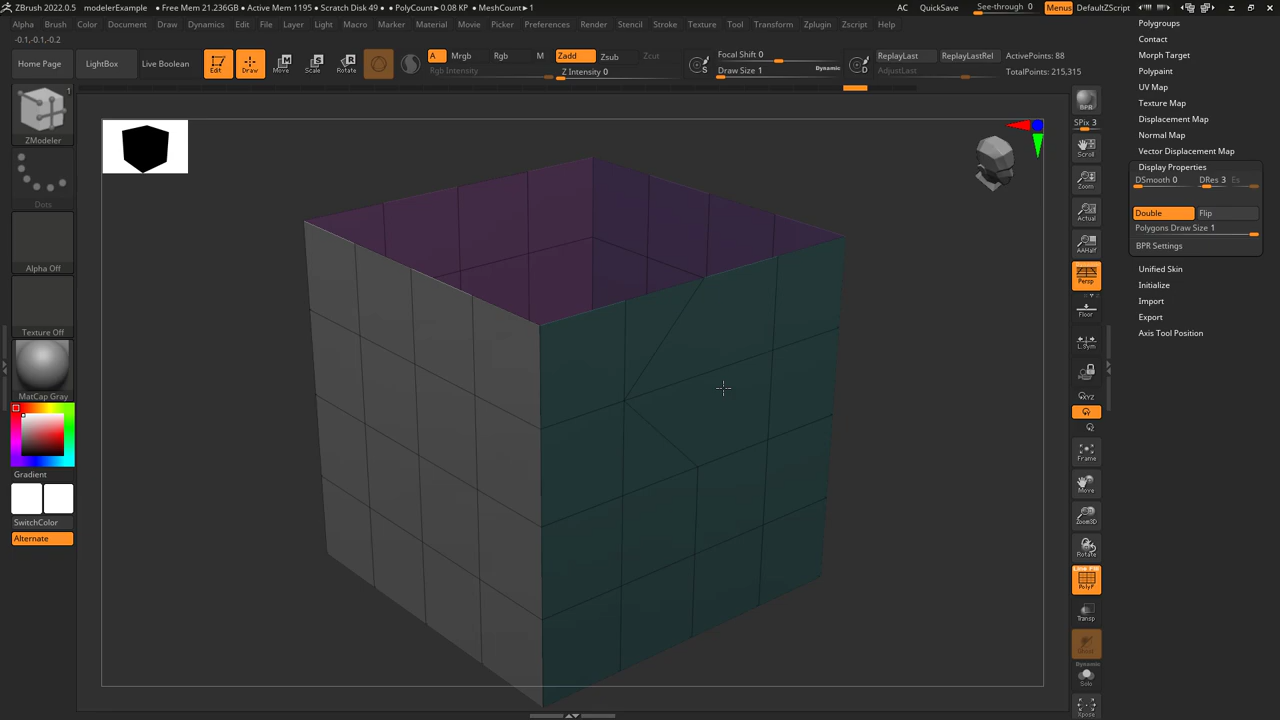 ZBrush 2022.0.5 modelerExample • Free Mem 21.236GB • Active Mem 1195 • Scratch Disk 49 • PolyCount▸0.08 KP • MeshCount▸1 AC QuickSave See-through 0 Menus DefaultZScript
Alpha Brush Color Document Draw Dynamics Edit File Layer Light Macro Marker Material Movie Picker Preferences Render Stencil Stroke Texture Tool Transform Zplugin Zscript Help
-0.1,-0.1,-0.2
Home Page LightBox Live Boolean Edit Draw Move Scale Rotate
A Mrgb Rgb M Zadd Zsub Zcut
Rgb Intensity Z Intensity 0
Focal Shift 0
Draw Size 1 Dynamic
S D
ReplayLast ReplayLastRel ActivePoints: 88
AdjustLast TotalPoints: 215,315
1
ZModeler
Dots
Alpha Off
Texture Off
MatCap Gray
Gradient
SwitchColor
Alternate
BPR
SPix 3
Scroll
Zoom
Actual
AAHalf
Dynamic
Persp
Floor
L.Sym
XYZ
Y
Frame
Move
Zoom3D
Rotate
Line Fill
PolyF
Transp
Ghost
Dynamic
Solo
Xpose
Polygroups
Contact
Morph Target
Polypaint
UV Map
Texture Map
Displacement Map
Normal Map
Vector Displacement Map
Display Properties
DSmooth 0 DRes 3 Es
Double Flip
Polygons Draw Size 1
BPR Settings
Unified Skin
Initialize
Import
Export
Axis Tool Position